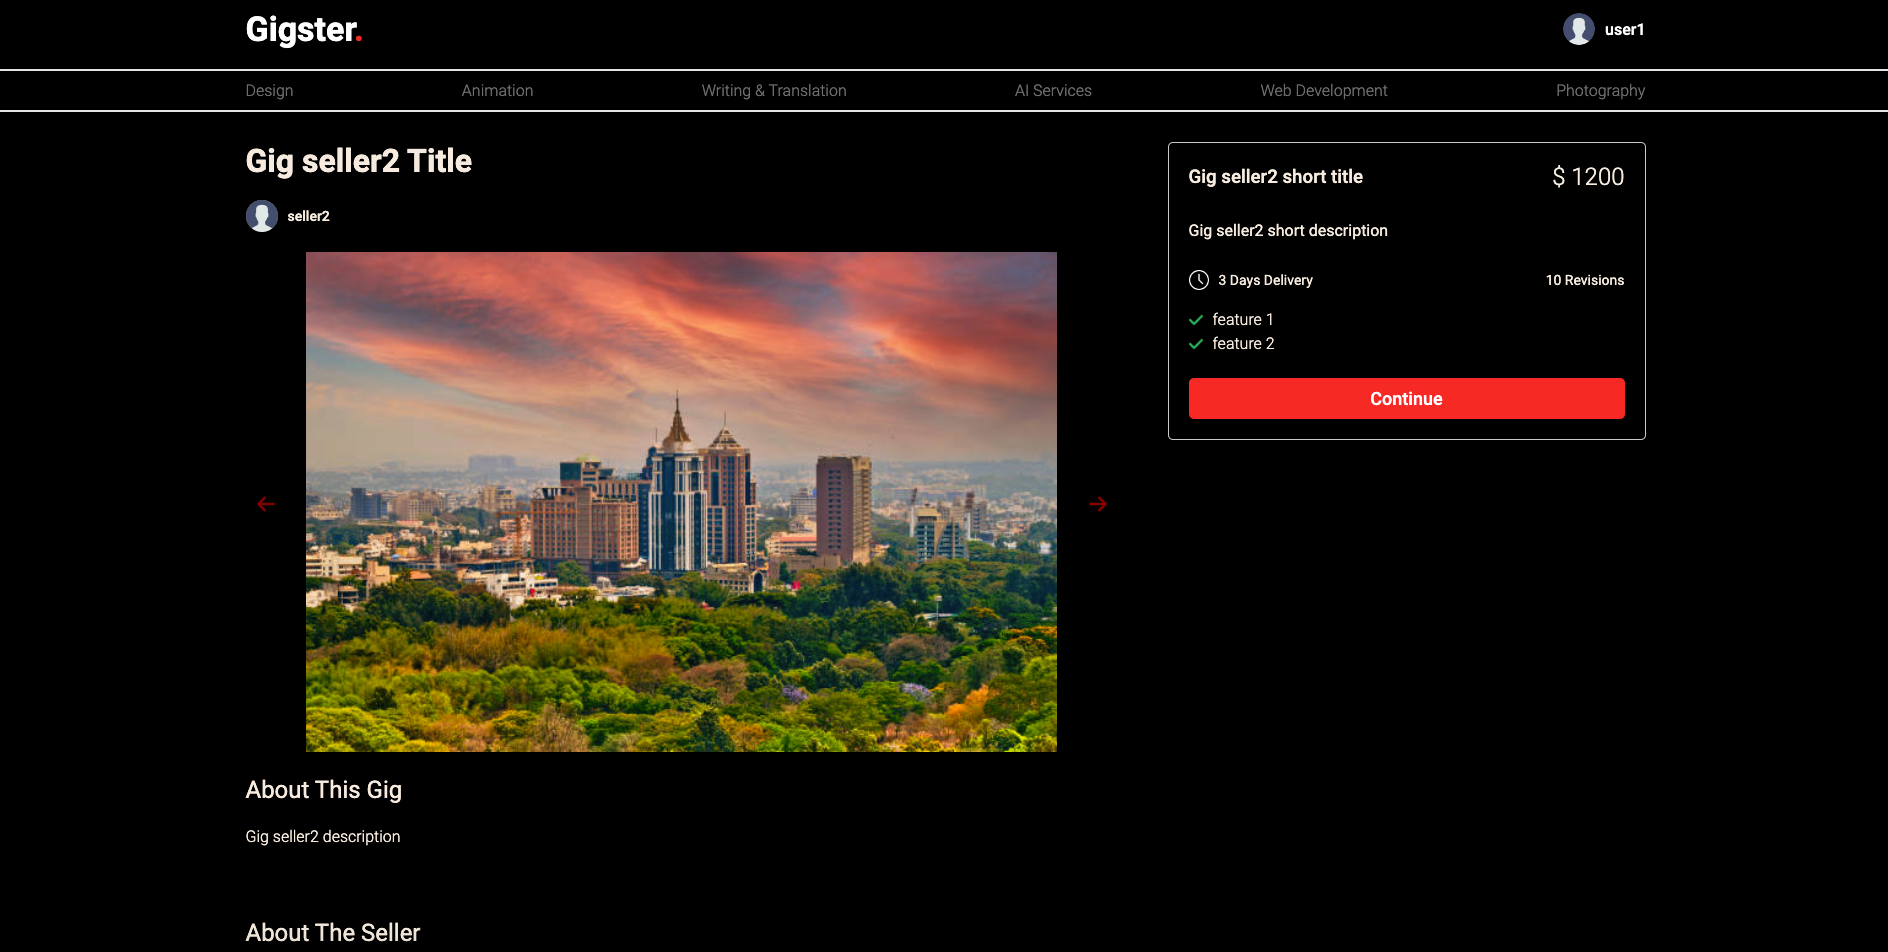 Gigster.
user1
Design
Animation
Writing & Translation
AI Services
Web Development
Photography
Gig seller2 Title
seller2
Gig seller2 short title
$ 1200
Gig seller2 short description
3 Days Delivery
10 Revisions
feature 1
feature 2
Continue
About This Gig
Gig seller2 description
About The Seller